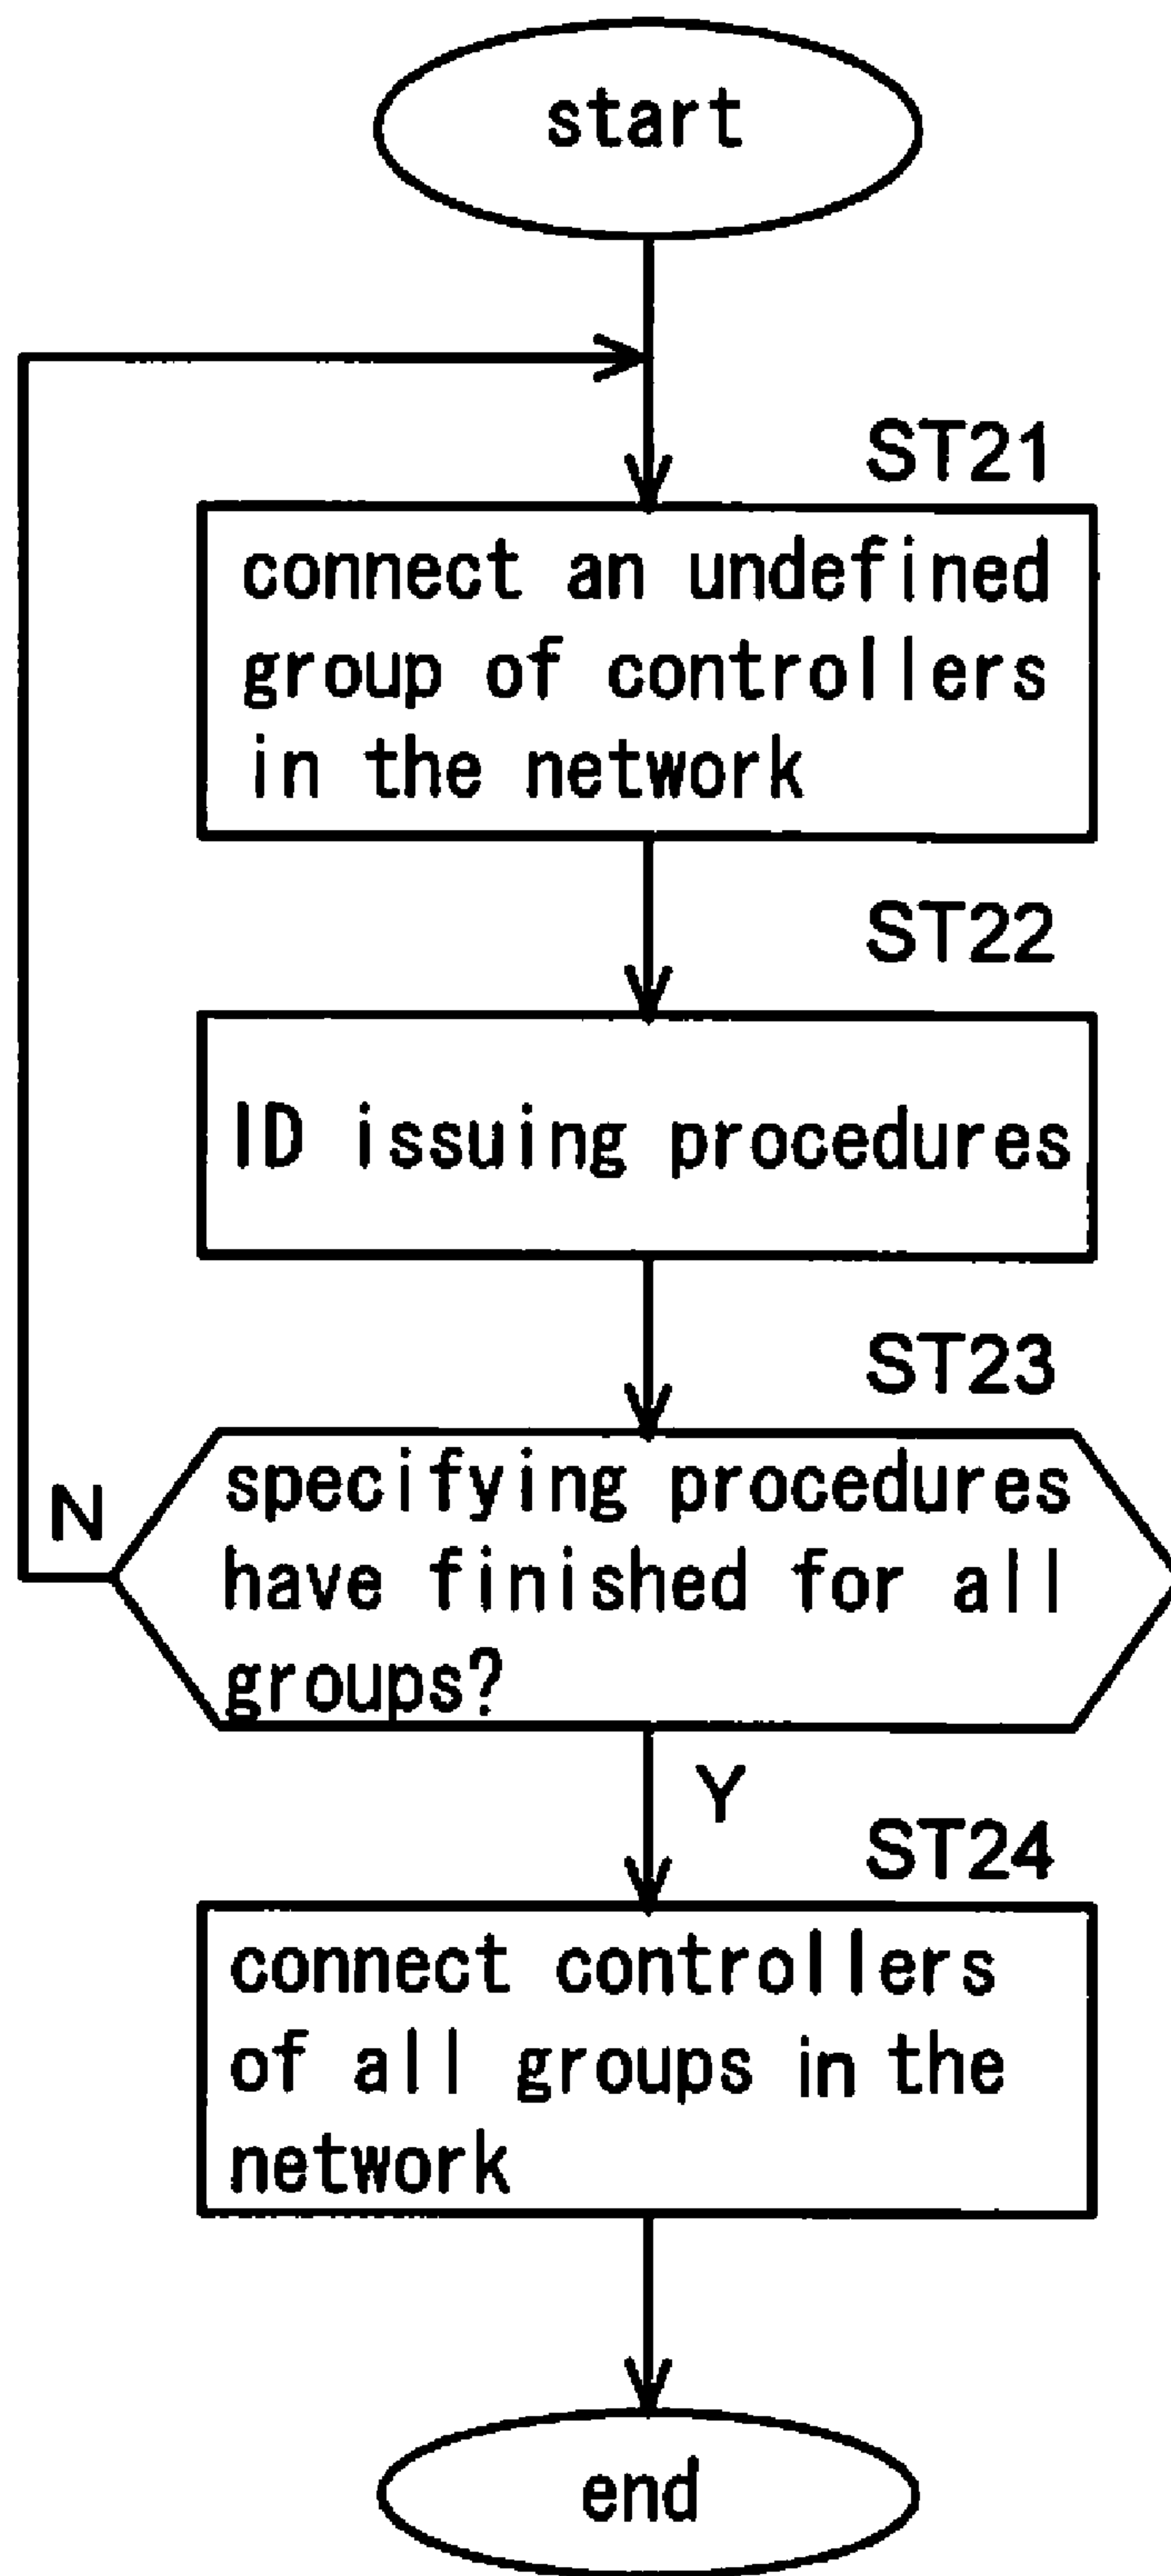 start
ST21
connect an undefined
group of controllers
in the network
ST22
ID issuing procedures
ST23
N
specifying procedures
have finished for all
groups?
Y
ST24
connect controllers
of all groups in the
network
end